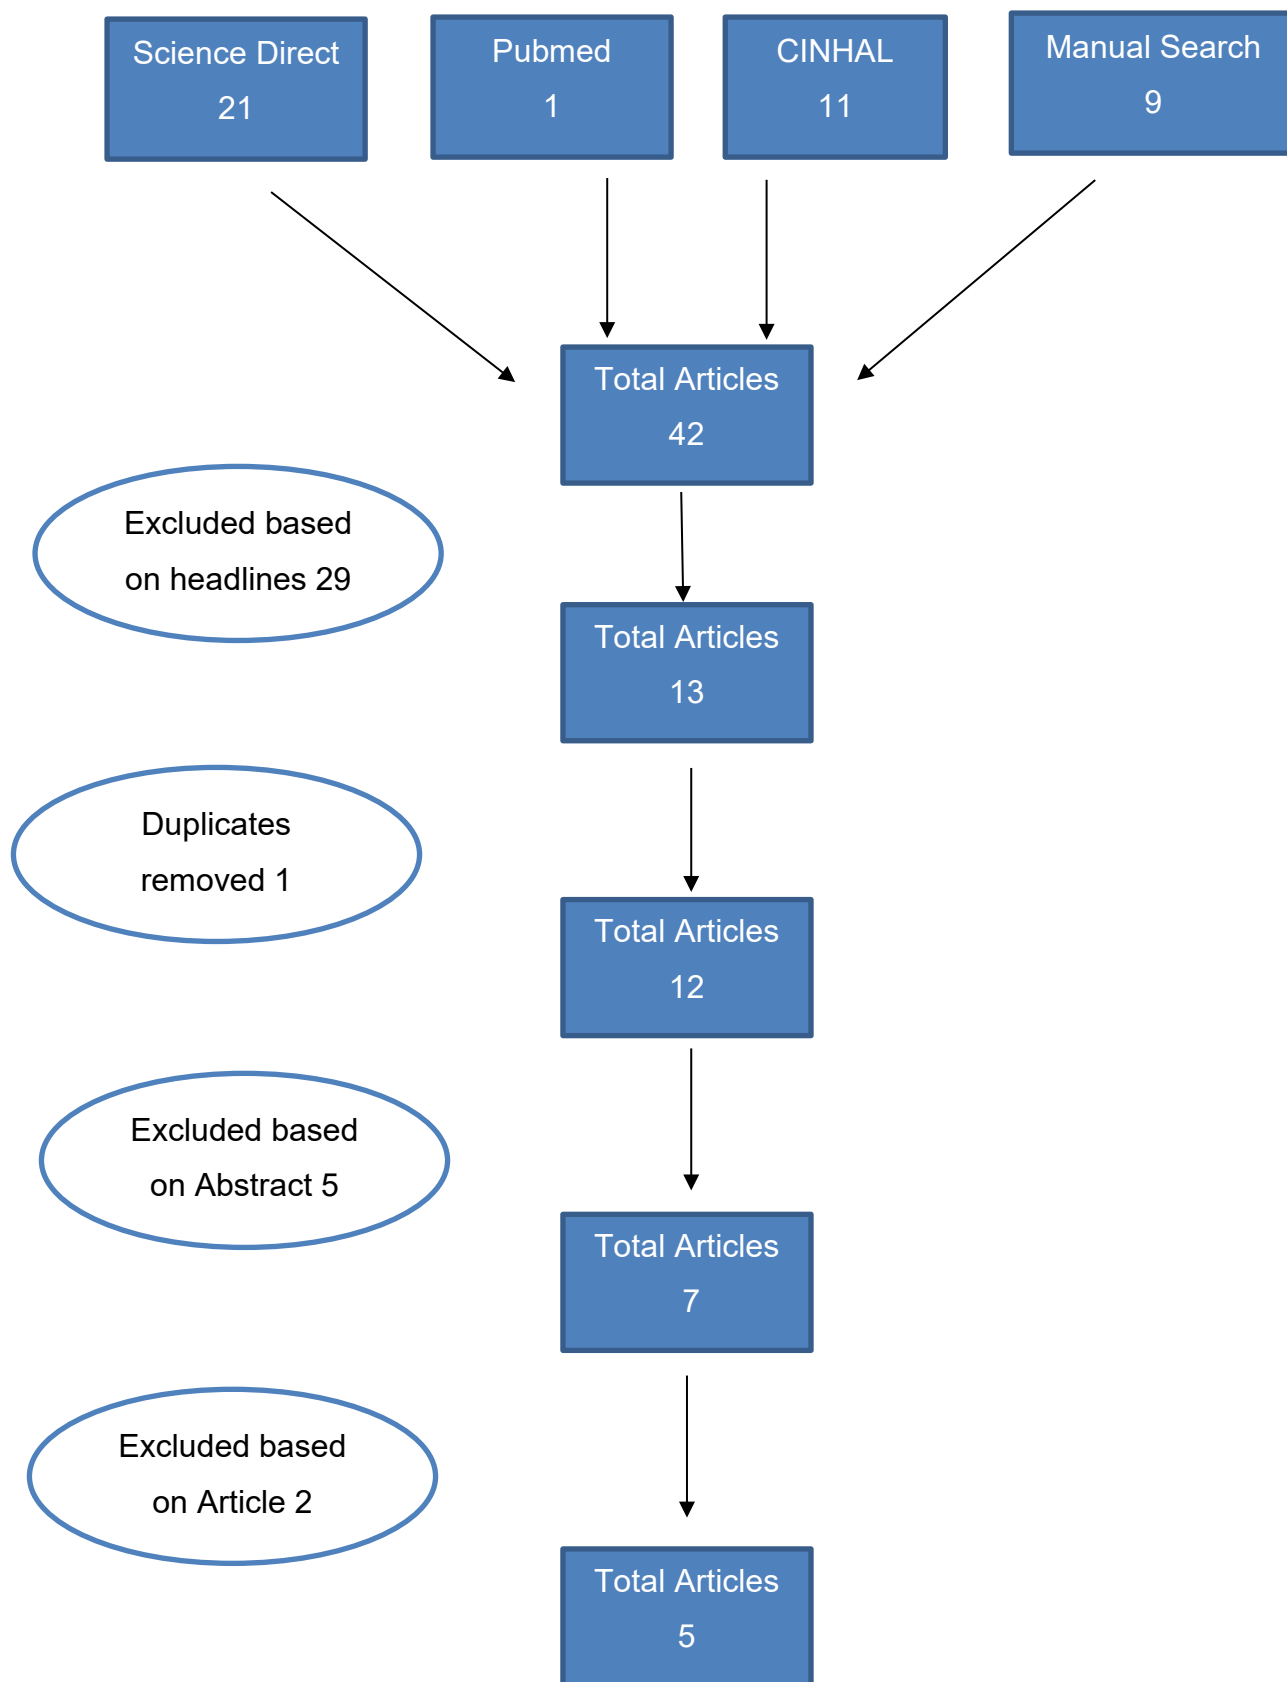 Science Direct
21
Pubmed
1
CINHAL
11
Manual Search
9
Total Articles
42
Excluded based
on headlines 29
Total Articles
13
Duplicates
removed 1
Total Articles
12
Excluded based
on Abstract 5
Total Articles
7
Excluded based
on Article 2
Total Articles
5